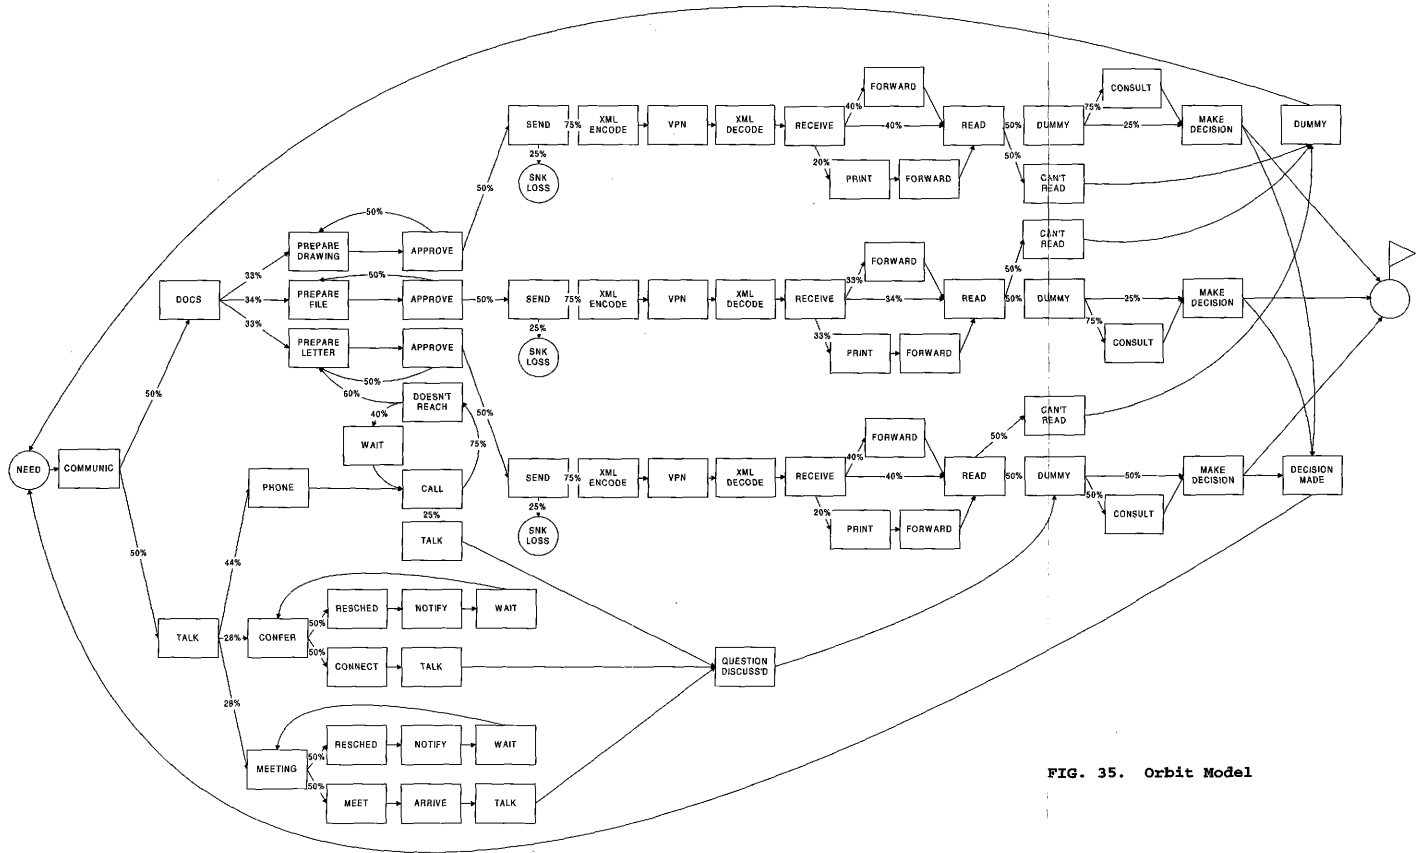 FORWARD
CONSULT
40%
75%
SEND
75%
XML
ENCODE
VPN
XML
DECODE
RECEIVE
40%
READ
50%
DUMMY
25%
MAKE
DECISION
DUMMY
25%
20%
50%
SNK
LOSS
PRINT
FORWARD
CAN'T
READ
50%
50%
PREPARE
DRAWING
APPROVE
CAN'T
READ
FORWARD
33%
50%
33%
50%
DOCS
34%
PREPARE
FILE
APPROVE
50%
SEND
75%
XML
ENCODE
VPN
XML
DECODE
RECEIVE
34%
READ
50%
DUMMY
25%
MAKE
DECISION
33%
25%
33%
75%
PREPARE
LETTER
APPROVE
SNK
LOSS
PRINT
FORWARD
CONSULT
50%
60%
DOESN'T
REACH
50%
50%
40%
CAN'T
READ
WAIT
75%
FORWARD
50%
40%
NEED
COMMUNIC
PHONE
CALL
SEND
75%
XML
ENCODE
VPN
XML
DECODE
RECEIVE
40%
READ
50%
DUMMY
50%
MAKE
DECISION
DECISION
MADE
25%
25%
20%
50%
TALK
SNK
LOSS
PRINT
FORWARD
CONSULT
50%
44%
RESCHED
NOTIFY
WAIT
50%
TALK
28%
CONFER
50%
CONNECT
TALK
QUESTION
DISCUSS'D
28%
RESCHED
NOTIFY
WAIT
50%
MEETING
50%
MEET
ARRIVE
TALK
FIG. 35. Orbit Model